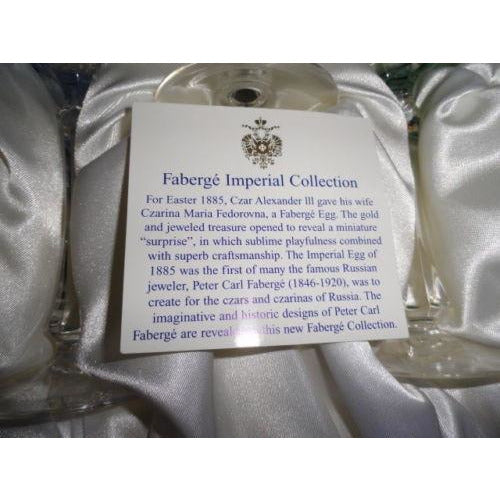 Fabergé Imperial Collection
For Easter 1885, Czar Alexander lll gave his wife
Czarina Maria Fedorovna, a Fabergé Egg. The gold
and jeweled treasure opened to reveal a miniature
“surprise”, in which sublime playfulness combined
with superb craftsmanship. The Imperial Egg of
1885 was the first of many the famous Russian
jeweler, Peter Carl Fabergé (1846-1920), was to
create for the czars and czarinas of Russia. The
imaginative and historic designs of Peter Carl
Fabergé are this new Fabergé Collection.